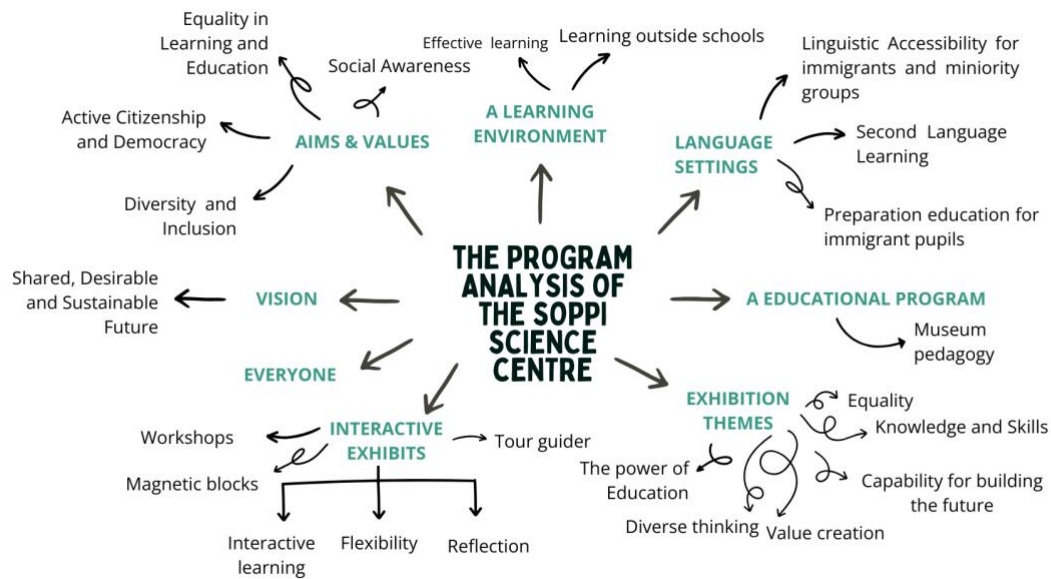 Equality in
Learning and
Education
Social Awareness
Active Citizenship
and Democracy
AIMS & VALUES
Diversity and
Inclusion
Effective learning
Learning outside schools
A LEARNING
ENVIRONMENT
Linguistic Accessibility for
immigrants and miniority
groups
LANGUAGE
SETTINGS
Second Language
Learning
Preparation education for
immigrant pupils
THE PROGRAM
ANALYSIS OF
THE SOPPI
SCIENCE
CENTRE
Shared, Desirable
and Sustainable
Future
VISION
A EDUCATIONAL PROGRAM
Museum
pedagogy
EVERYONE
INTERACTIVE
EXHIBITS
Workshops
Magnetic blocks
Tour guider
Interactive
learning
Flexibility
Reflection
EXHIBITION
THEMES
Equality
Knowledge and Skills
The power of
Education
Capability for building
the future
Diverse thinking
Value creation